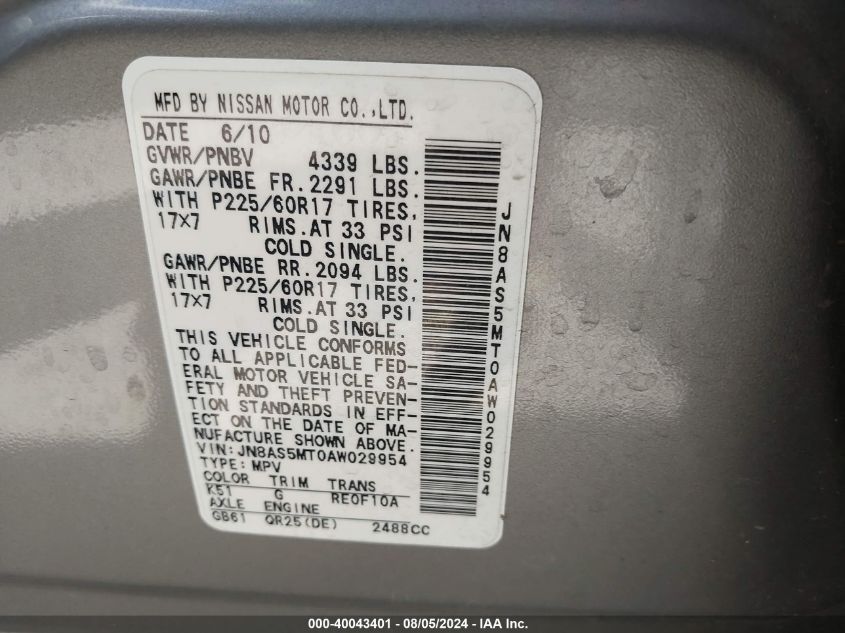 MFD BY NISSAN MOTOR CO.,LTD.
DATE 6/10
GVWR/PNBV 4339 LBS.
GAWR/PNBE FR.2291 LBS.
WITH P225/60R17 TIRES,
17X7 RIMS.AT 33 PSI
COLD SINGLE.
GAWR/PNBE RR.2094 LBS.
WITH P225/60R17 TIRES,
17X7 RIMS.AT 33 PSI
COLD SINGLE.
THIS VEHICLE CONFORMS
TO ALL APPLICABLE FED-
ERAL MOTOR VEHICLE SA-
FETY AND THEFT PREVEN-
TION STANDARDS IN EFF-
ECT ON THE DATE OF MA-
NUFACTURE SHOWN ABOVE.
VIN:JN8AS5MT0AW029954
TYPE:MPV
COLOR TRIM TRANS
K51 G RE0F10A
AXLE ENGINE
GB61 QR25(DE) 2488CC
JN8AS5MT0AW029954
000-40043401 - 08/05/2024 - IAA Inc.